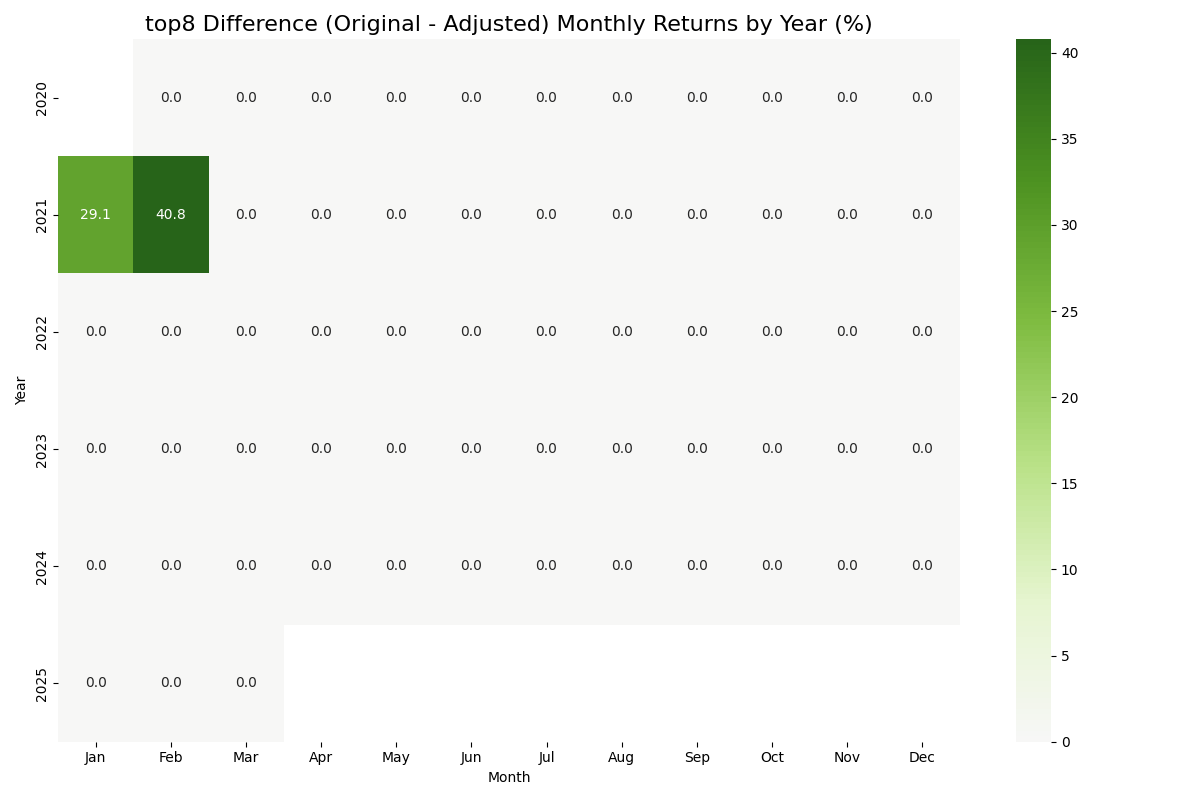 top8 Difference (Original - Adjusted) Monthly Returns by Year (%)
2020 0.0 0.0 0.0 0.0 0.0 0.0 0.0 0.0 0.0 0.0 0.0
2021 29.1 40.8 0.0 0.0 0.0 0.0 0.0 0.0 0.0 0.0 0.0 0.0
2022 0.0 0.0 0.0 0.0 0.0 0.0 0.0 0.0 0.0 0.0 0.0 0.0
2023 0.0 0.0 0.0 0.0 0.0 0.0 0.0 0.0 0.0 0.0 0.0 0.0
2024 0.0 0.0 0.0 0.0 0.0 0.0 0.0 0.0 0.0 0.0 0.0 0.0
2025 0.0 0.0 0.0
Year
Jan Feb Mar Apr May Jun Jul Aug Sep Oct Nov Dec
Month
40
35
30
25
20
15
10
5
0